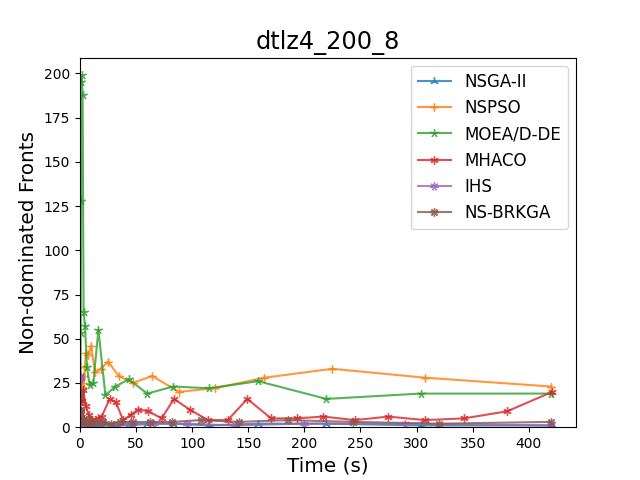 dtlz4_200_8
Non-dominated Fronts
200
175
150
125
100
75
50
25
0
0 50 100 150 200 250 300 350 400
Time (s)
NSGA-II
NSPSO
MOEA/D-DE
MHACO
IHS
NS-BRKGA